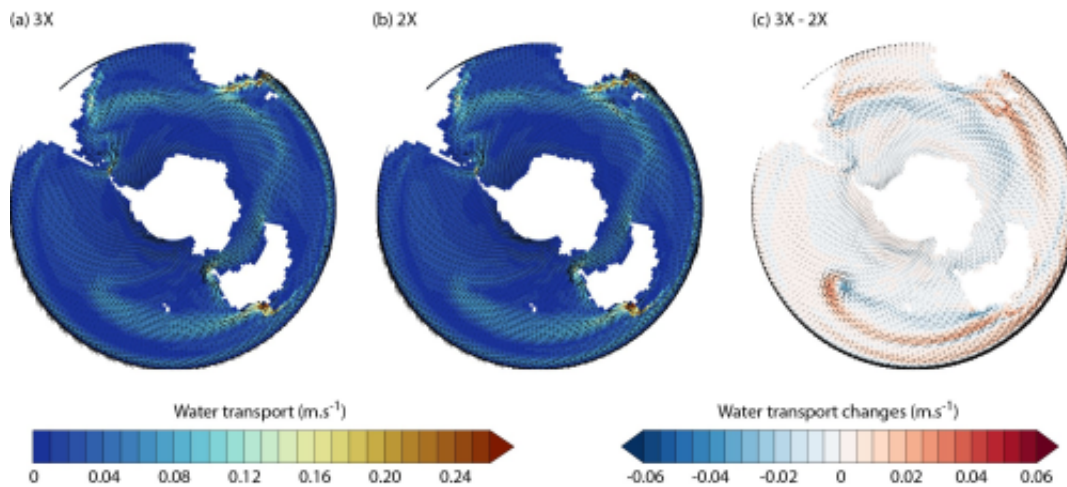 (a) 3X
(b) 2X
(c) 3X - 2X
Water transport (m.s⁻¹)
0 0.04 0.08 0.12 0.16 0.20 0.24
Water transport changes (m.s⁻¹)
-0.06 -0.04 -0.02 0 0.02 0.04 0.06